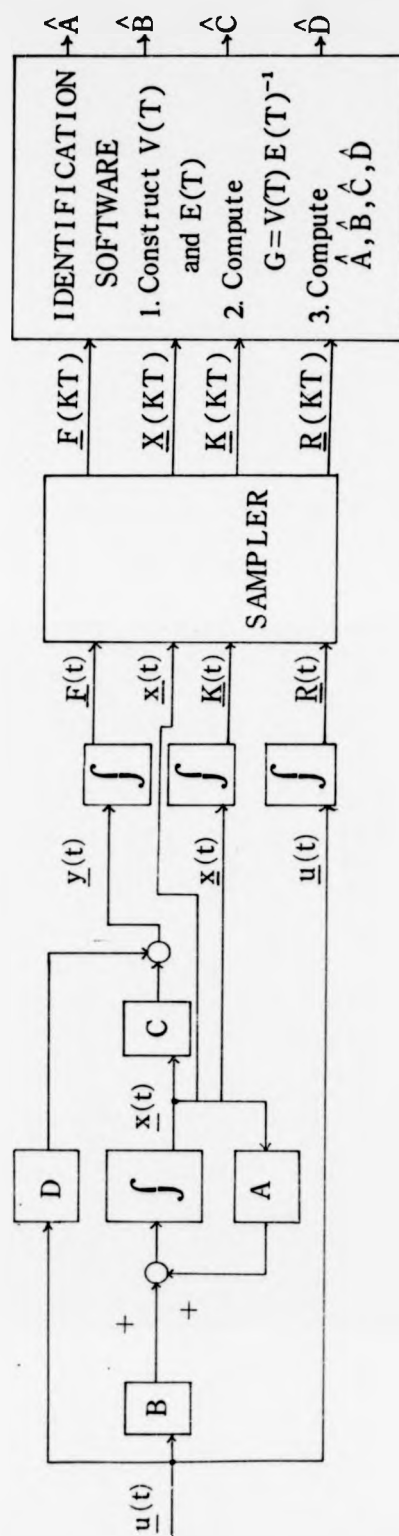 u(t)
B
+
+
D
∫
A
x(t)
C
y(t)
x(t)
u(t)
∫
∫
∫
F(t)
x(t)
K(t)
R(t)
SAMPLER
F(KT)
X(KT)
K(KT)
R(KT)
IDENTIFICATION
SOFTWARE
1. Construct V(T)
and E(T)
2. Compute
G=V(T) E(T)⁻¹
3. Compute
Â, B̂, Ĉ, D̂
Â
B̂
Ĉ
D̂